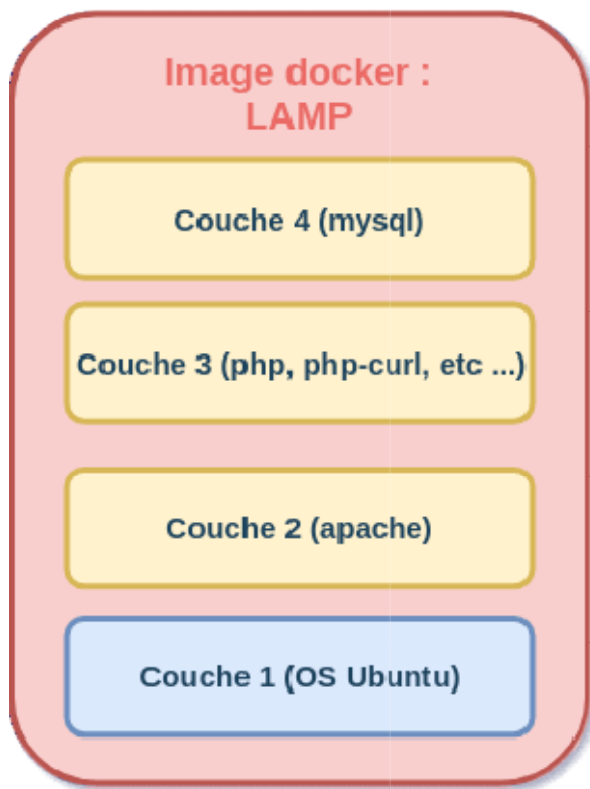 Image docker :
LAMP
Couche 4 (mysql)
Couche 3 (php, php-curl, etc ...)
Couche 2 (apache)
Couche 1 (OS Ubuntu)